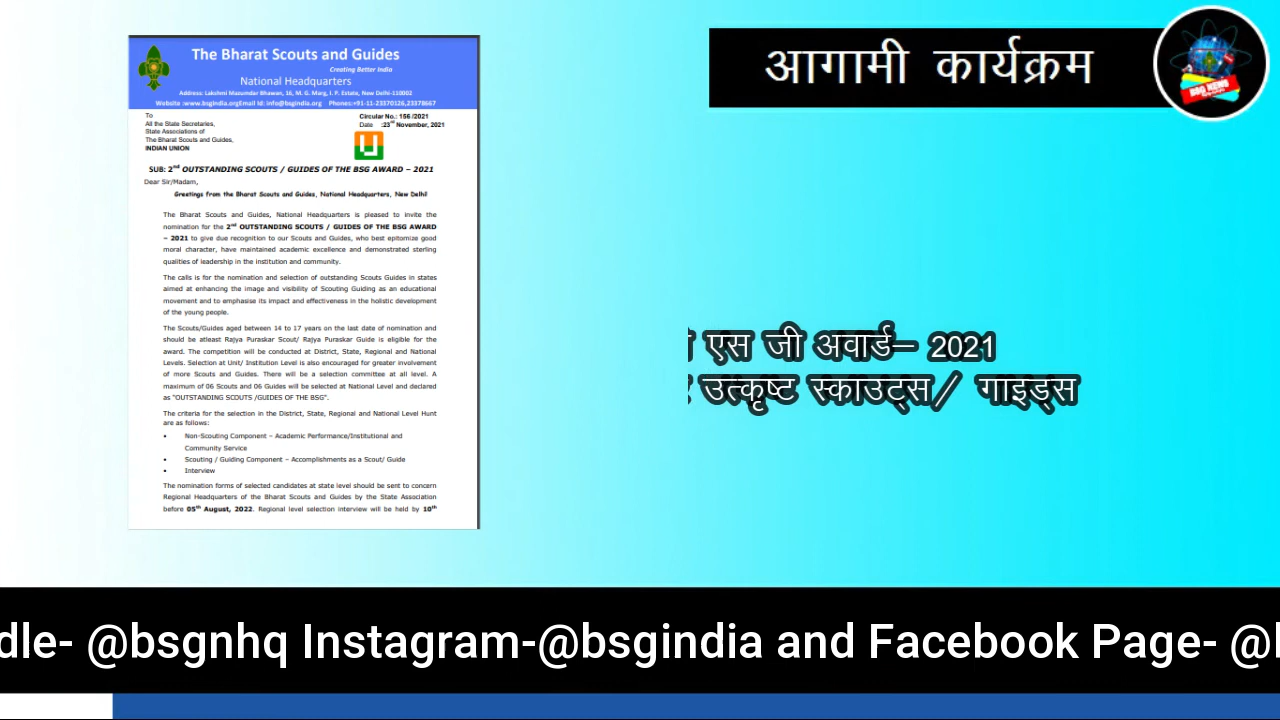 The Bharat Scouts and Guides
Creating Better India
National Headquarters
Address: Lakshmi Mazumdar Bhawan, 16, M. G. Marg, I. P. Estate, New Delhi-110002
Website :www.bsgindia.orgEmail Id: info@bsgindia.org Phones:+91-11-23370126,23378667
To
All the State Secretaries,
State Associations of
The Bharat Scouts and Guides,
INDIAN UNION
Circular No.: 156 /2021
Date :23rd November, 2021
SUB: 2nd OUTSTANDING SCOUTS / GUIDES OF THE BSG AWARD – 2021
Dear Sir/Madam,
Greetings from the Bharat Scouts and Guides, National Headquarters, New Delhi!
The Bharat Scouts and Guides, National Headquarters is pleased to invite the
nomination for the 2nd OUTSTANDING SCOUTS / GUIDES OF THE BSG AWARD
– 2021 to give due recognition to our Scouts and Guides, who best epitomize good
moral character, have maintained academic excellence and demonstrated sterling
qualities of leadership in the institution and community.
The calls is for the nomination and selection of outstanding Scouts Guides in states
aimed at enhancing the image and visibility of Scouting Guiding as an educational
movement and to emphasise its impact and effectiveness in the holistic development
of the young people.
The Scouts/Guides aged between 14 to 17 years on the last date of nomination and
should be atleast Rajya Puraskar Scout/ Rajya Puraskar Guide is eligible for the
award. The competition will be conducted at District, State, Regional and National
Levels. Selection at Unit/ Institution Level is also encouraged for greater involvement
of more Scouts and Guides. There will be a selection committee at all level. A
maximum of 06 Scouts and 06 Guides will be selected at National Level and declared
as "OUTSTANDING SCOUTS /GUIDES OF THE BSG".
The criteria for the selection in the District, State, Regional and National Level Hunt
are as follows:
• Non-Scouting Component – Academic Performance/Institutional and
Community Service
• Scouting / Guiding Component – Accomplishments as a Scout/ Guide
• Interview
The nomination forms of selected candidates at state level should be sent to concern
Regional Headquarters of the Bharat Scouts and Guides by the State Association
before 05th August, 2022. Regional level selection interview will be held by 10th
आगामी कार्यक्रम
BSG NEWS
एस जी अवार्ड– 2021
उत्कृष्ट स्काउट्स/ गाइड्स
dle- @bsgnhq Instagram-@bsgindia and Facebook Page- @